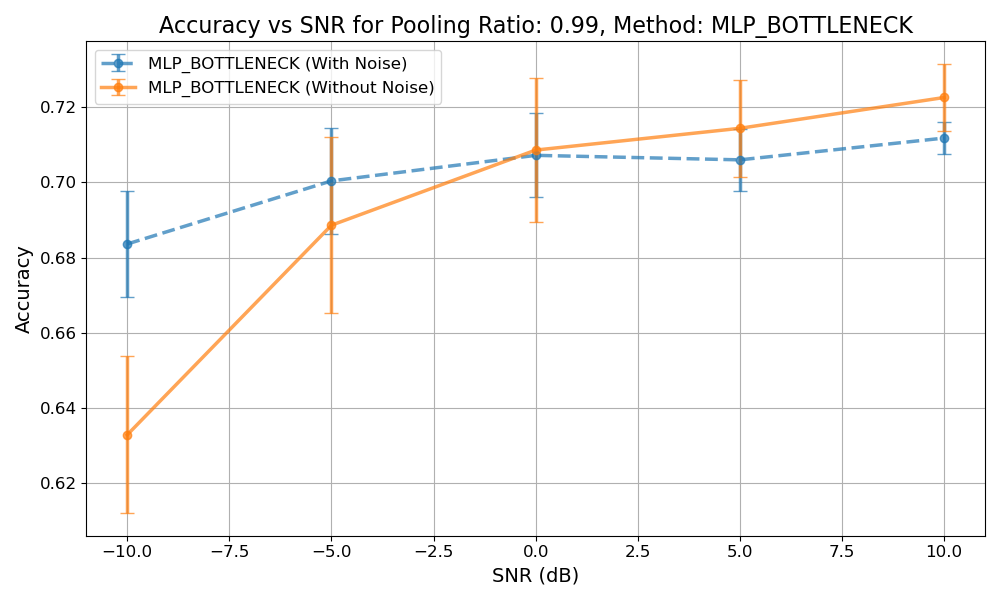 Accuracy vs SNR for Pooling Ratio: 0.99, Method: MLP_BOTTLENECK
MLP_BOTTLENECK (With Noise)
MLP_BOTTLENECK (Without Noise)
Accuracy
0.72
0.70
0.68
0.66
0.64
0.62
−10.0 −7.5 −5.0 −2.5 0.0 2.5 5.0 7.5 10.0
SNR (dB)